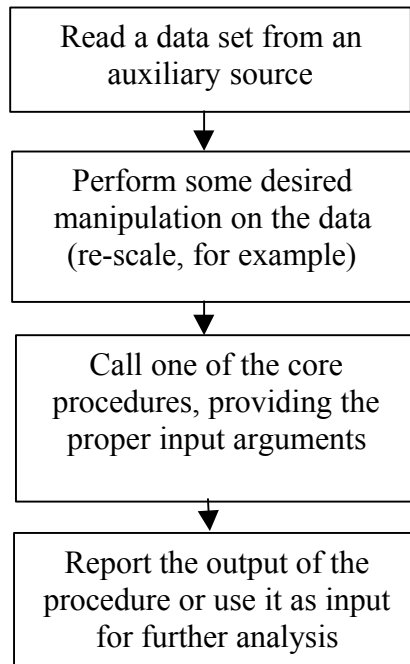 Read a data set from an
auxiliary source
Perform some desired
manipulation on the data
(re-scale, for example)
Call one of the core
procedures, providing the
proper input arguments
Report the output of the
procedure or use it as input
for further analysis